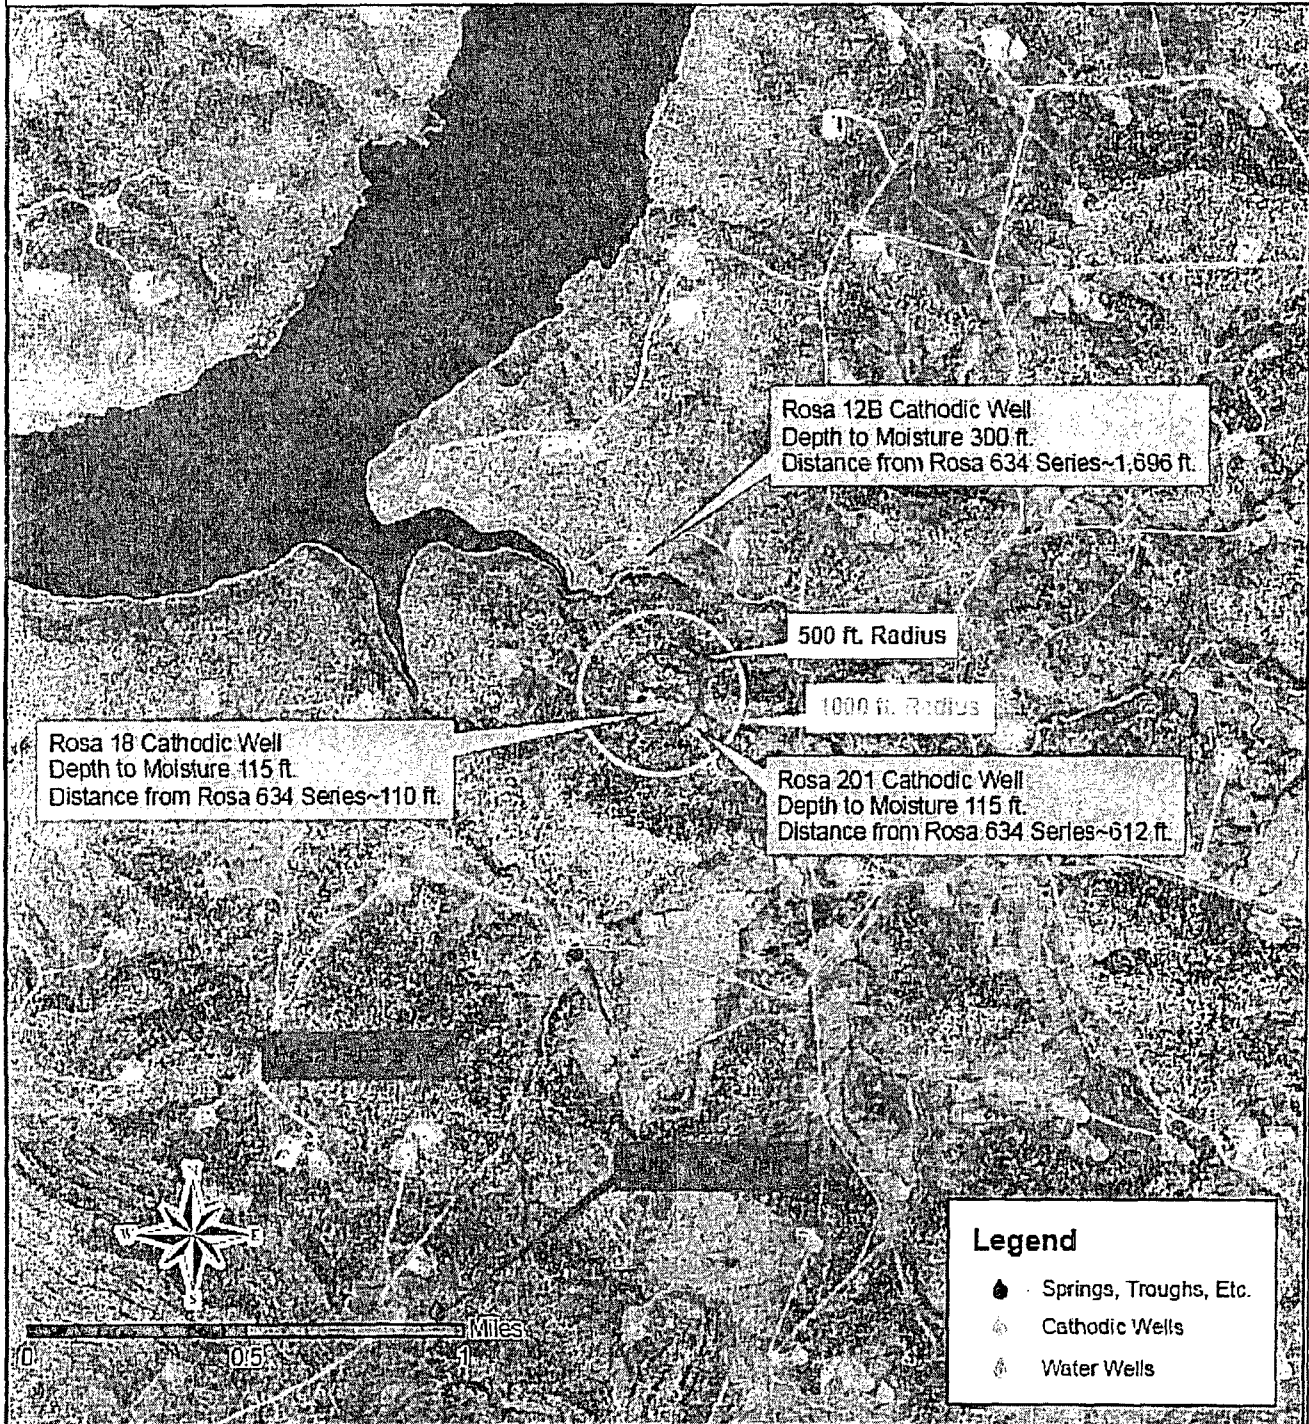 Rosa 12B Cathodic Well
Depth to Moisture 300 ft.
Distance from Rosa 634 Series~1,696 ft.
500 ft. Radius
1000 ft. Radius
Rosa 18 Cathodic Well
Depth to Moisture 115 ft.
Distance from Rosa 634 Series~110 ft.
Rosa 201 Cathodic Well
Depth to Moisture 115 ft.
Distance from Rosa 634 Series~612 ft.
N
W E
S
Miles
0 0.5 1
Legend
Springs, Troughs, Etc.
Cathodic Wells
Water Wells